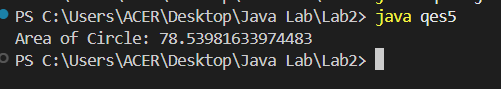 PS C:\Users\ACER\Desktop\Java Lab\Lab2> java qes5
Area of Circle: 78.53981633974483
PS C:\Users\ACER\Desktop\Java Lab\Lab2>